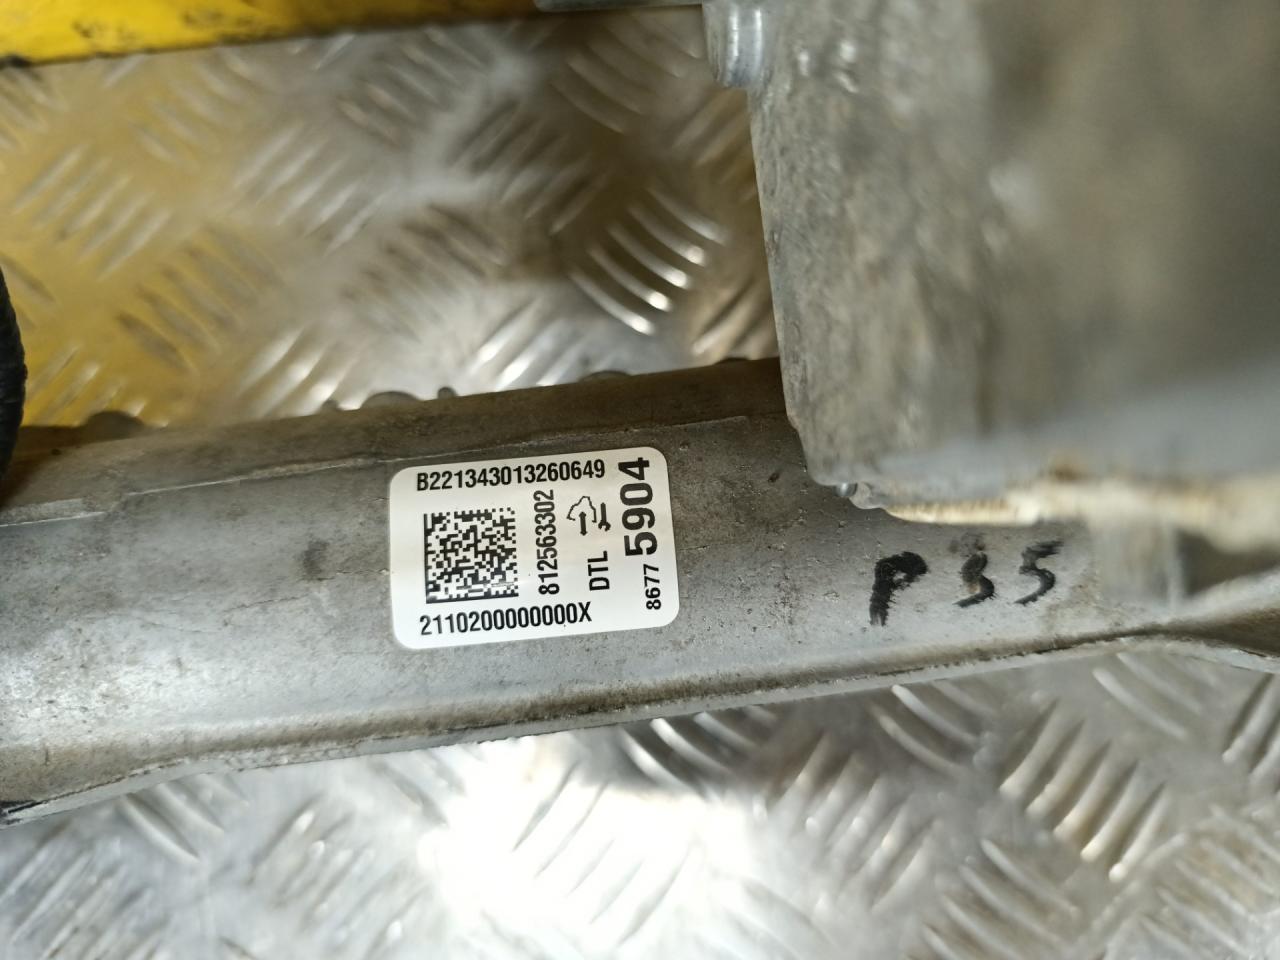 B221343013260649
812563302
DTL
8677 5904
2110200000000X
P35